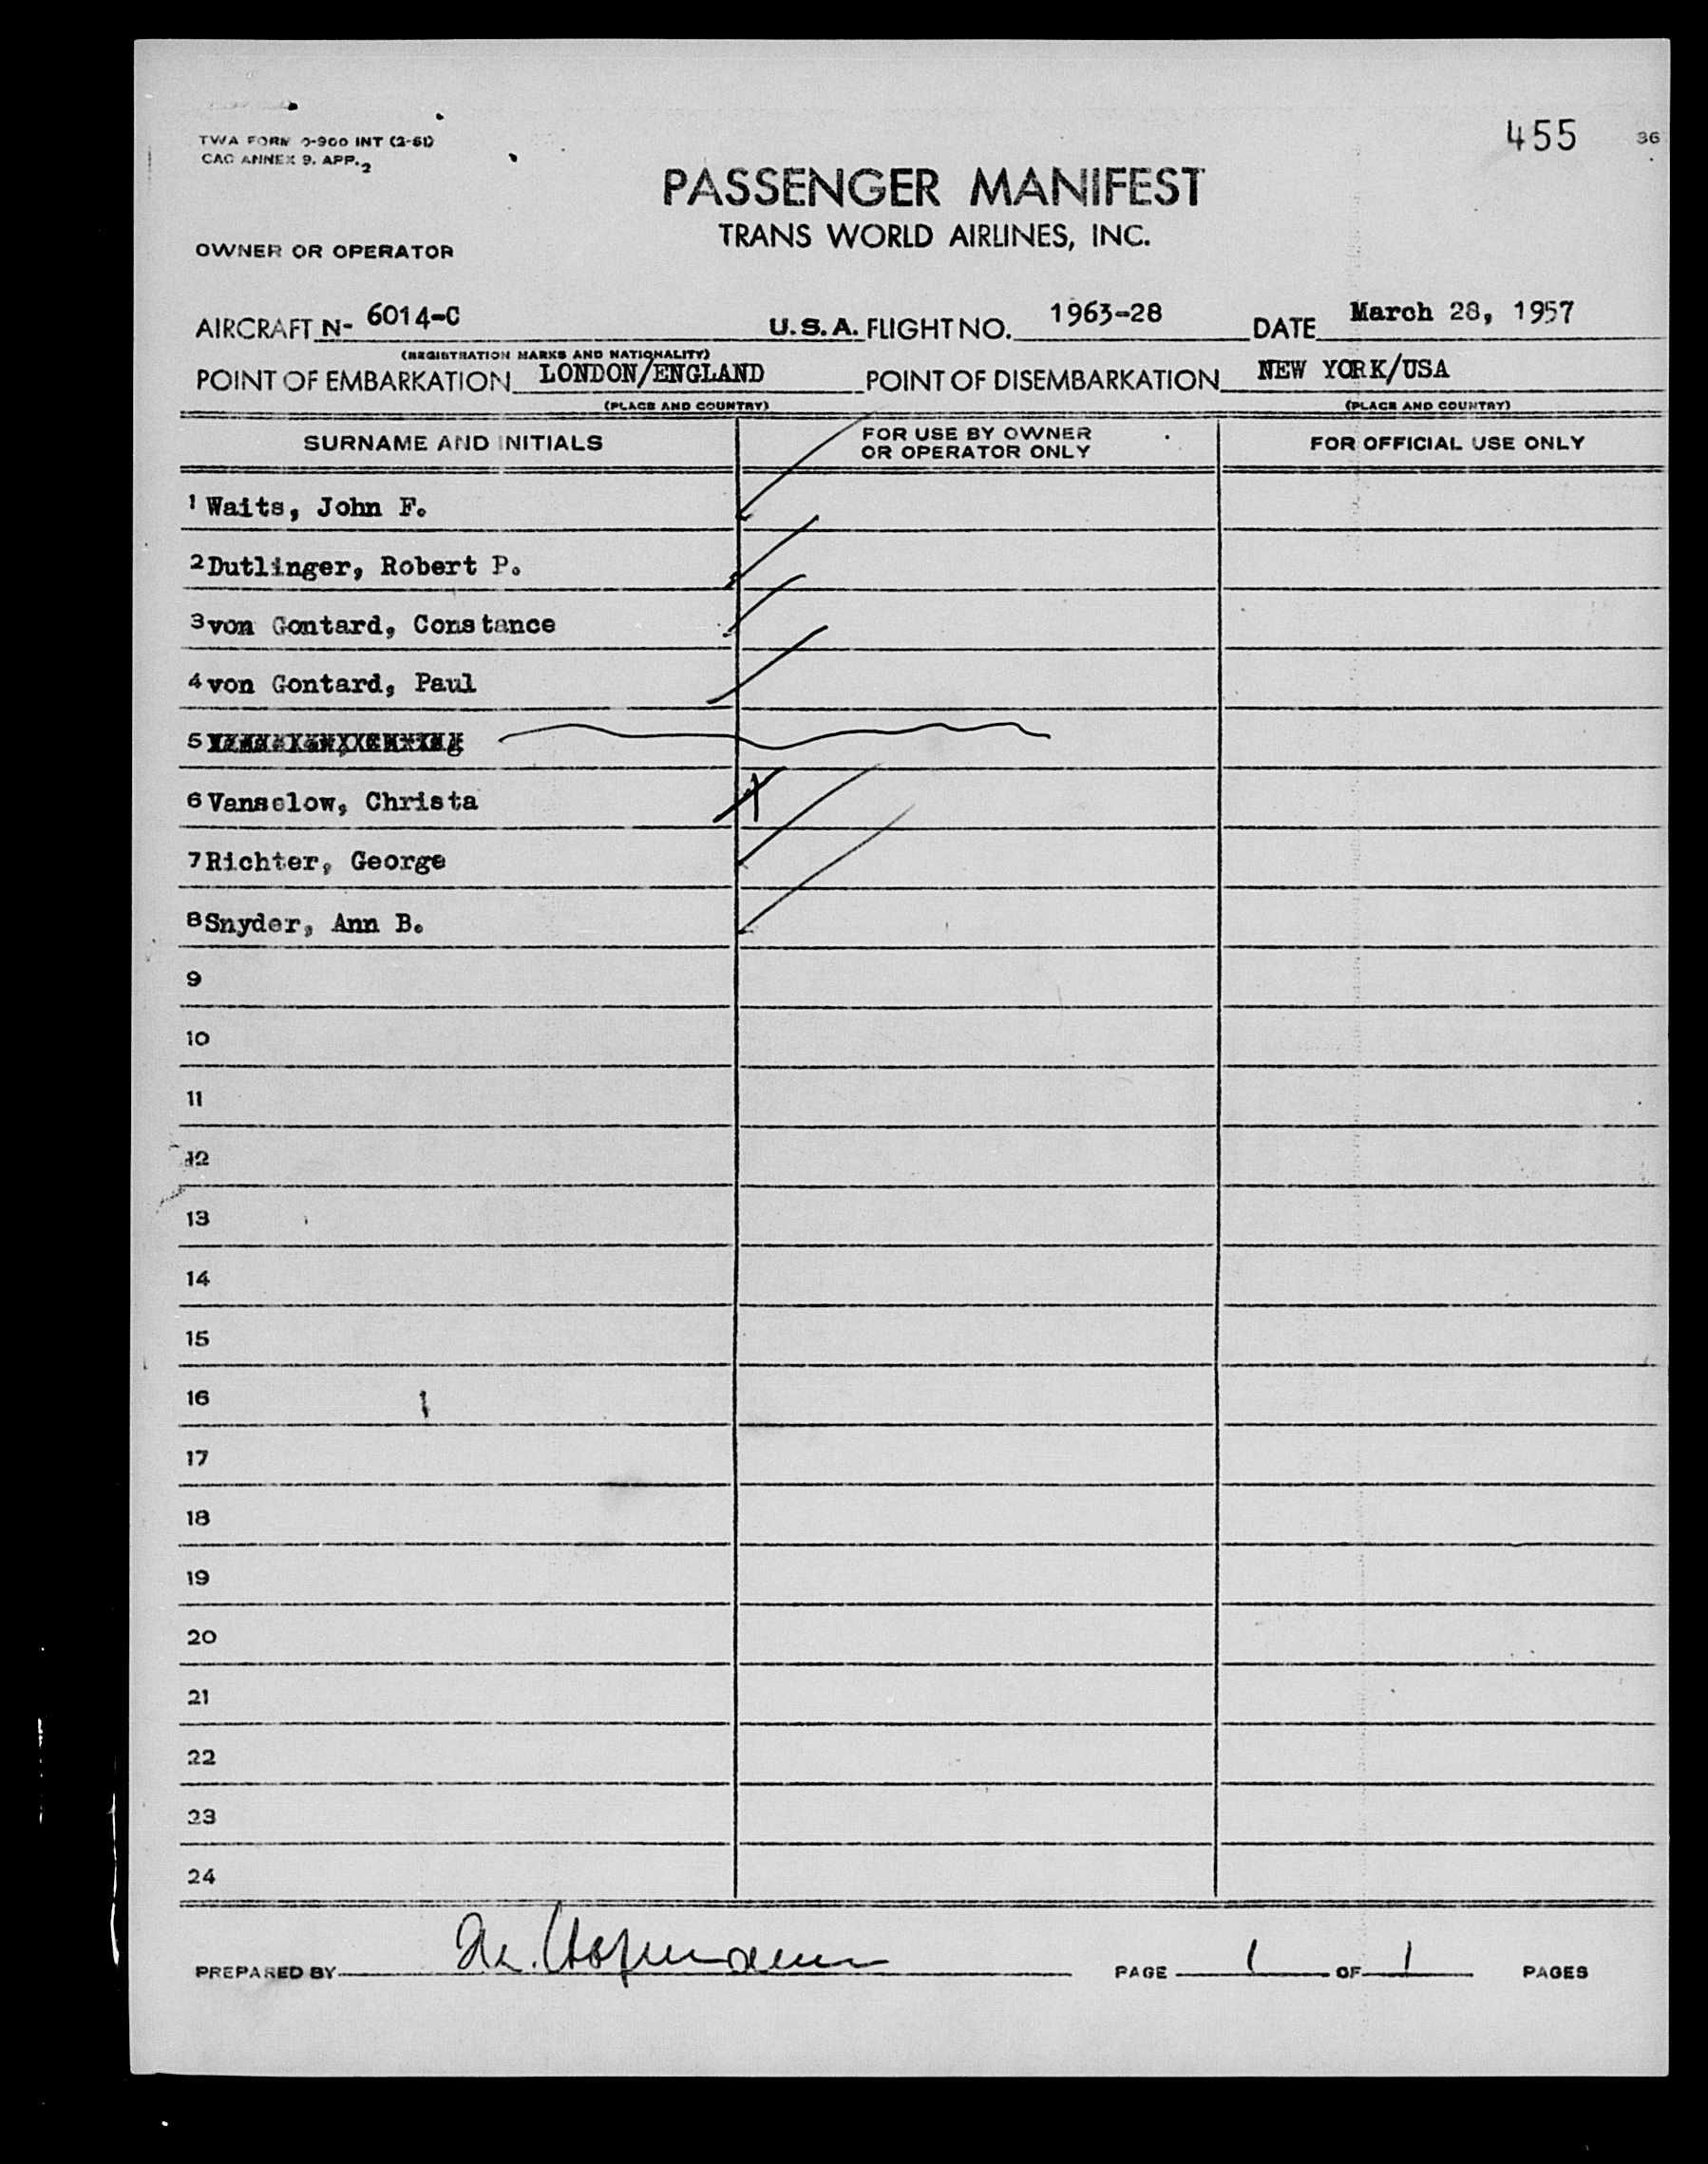 455 36
TWA FORM 0-900 INT (2-51)
CAO ANNEX 9. APP. 2
PASSENGER MANIFEST
TRANS WORLD AIRLINES, INC.
OWNER OR OPERATOR
AIRCRAFT N- 6014-C U.S.A. FLIGHT NO. 1963-28 DATE March 28, 1957
(REGISTRATION MARKS AND NATIONALITY)
POINT OF EMBARKATION LONDON/ENGLAND POINT OF DISEMBARKATION NEW YORK/USA
(PLACE AND COUNTRY) (PLACE AND COUNTRY)
SURNAME AND INITIALS FOR USE BY OWNER OR OPERATOR ONLY FOR OFFICIAL USE ONLY
1 Waits, John F.
2 Dutlinger, Robert P.
3 von Gontard, Constance
4 von Gontard, Paul
5
6 Vanselow, Christa
7 Richter, George
8 Snyder, Ann B.
9
10
11
12
13
14
15
16
17
18
19
20
21
22
23
24
PREPARED BY PAGE 1 OF 1 PAGES